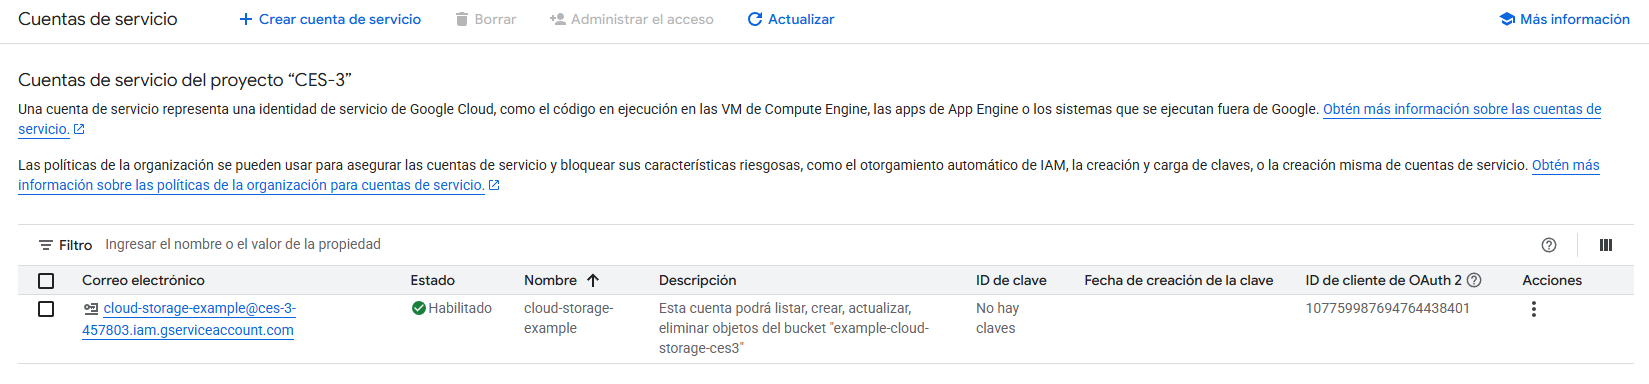 Cuentas de servicio
Crear cuenta de servicio
Borrar
Administrar el acceso
Actualizar
Más información
Cuentas de servicio del proyecto “CES-3”
Una cuenta de servicio representa una identidad de servicio de Google Cloud, como el código en ejecución en las VM de Compute Engine, las apps de App Engine o los sistemas que se ejecutan fuera de Google. Obtén más información sobre las cuentas de
servicio.
Las políticas de la organización se pueden usar para asegurar las cuentas de servicio y bloquear sus características riesgosas, como el otorgamiento automático de IAM, la creación y carga de claves, o la creación misma de cuentas de servicio. Obtén más
información sobre las políticas de la organización para cuentas de servicio.
Filtro Ingresar el nombre o el valor de la propiedad
Correo electrónico
Estado
Nombre
Descripción
ID de clave
Fecha de creación de la clave
ID de cliente de OAuth 2
Acciones
cloud-storage-example@ces-3-
457803.iam.gserviceaccount.com
Habilitado
cloud-storage-
example
Esta cuenta podrá listar, crear, actualizar,
eliminar objetos del bucket "example-cloud-
storage-ces3"
No hay
claves
107759987694764438401